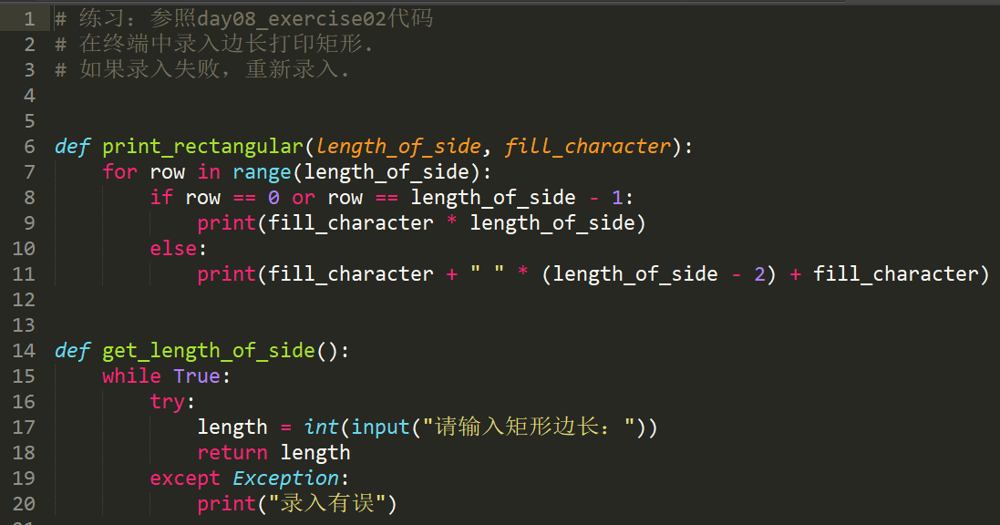 1 # 练习：参照day08_exercise02代码
2 # 在终端中录入边长打印矩形.
3 # 如果录入失败，重新录入.
4
5
6 def print_rectangular(length_of_side, fill_character):
7     for row in range(length_of_side):
8         if row == 0 or row == length_of_side - 1:
9             print(fill_character * length_of_side)
10         else:
11             print(fill_character + " " * (length_of_side - 2) + fill_character)
12
13
14 def get_length_of_side():
15     while True:
16         try:
17             length = int(input("请输入矩形边长："))
18             return length
19         except Exception:
20             print("录入有误")